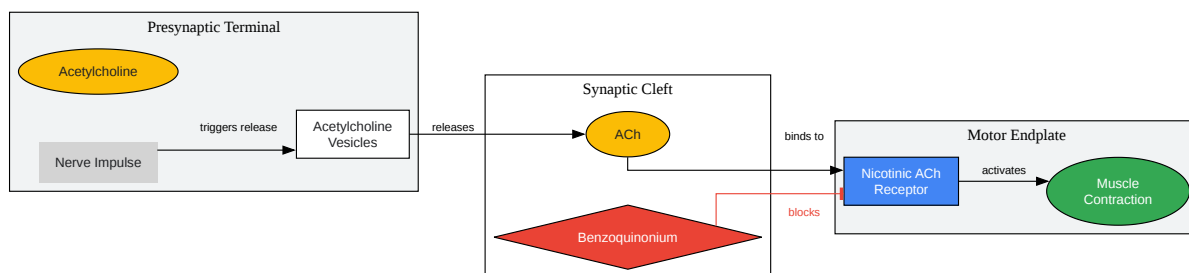 Presynaptic Terminal
Acetylcholine
triggers release
Acetylcholine
Vesicles
Nerve Impulse
releases
Synaptic Cleft
ACh
Benzoquinonium
binds to
blocks
Motor Endplate
Nicotinic ACh
Receptor
activates
Muscle
Contraction